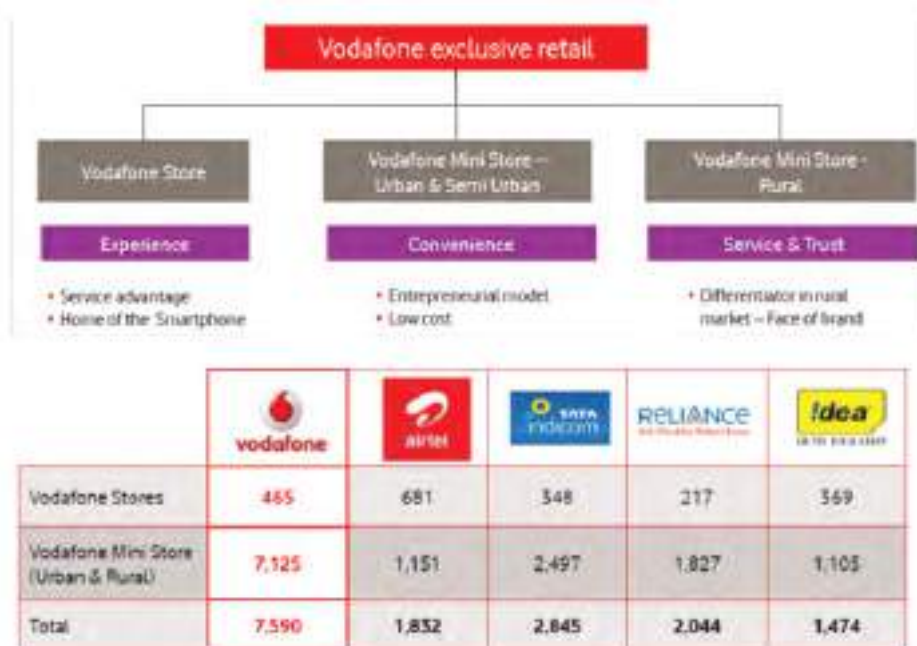 Vodafone exclusive retail
Vodafone Store
Vodafone Mini Store –
Urban & Semi Urban
Vodafone Mini Store -
Rural
Experience
Convenience
Service & Trust
• Service advantage
• Home of the Smartphone
• Entrepreneurial model
• Low cost
• Differentiator in rural
market – Face of brand
vodafone
airtel
TATA
indicom
RELIANCE
!dea
Vodafone Stores 465 681 348 217 369
Vodafone Mini Store
(Urban & Rural) 7,125 1,151 2,497 1,827 1,105
Total 7,590 1,832 2,845 2,044 1,474